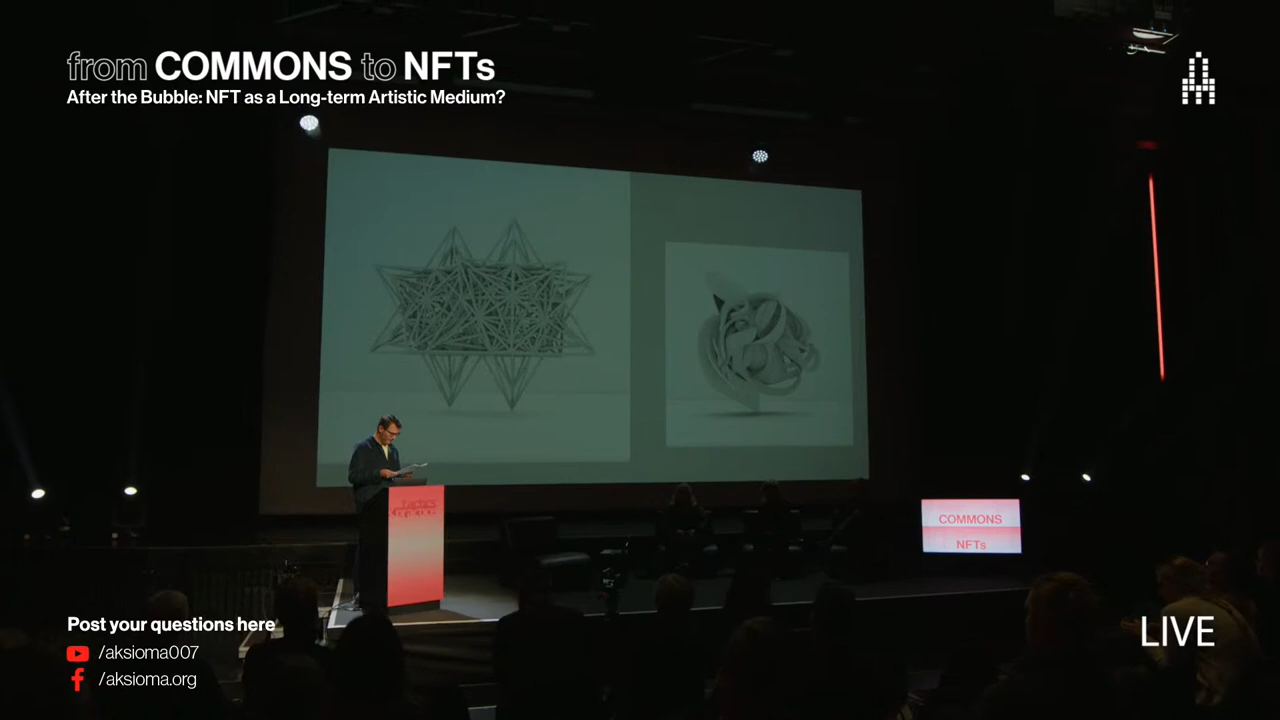 from COMMONS to NFTs
After the Bubble: NFT as a Long-term Artistic Medium?
COMMONS
NFTs
Post your questions here
/aksioma007
/aksioma.org
LIVE